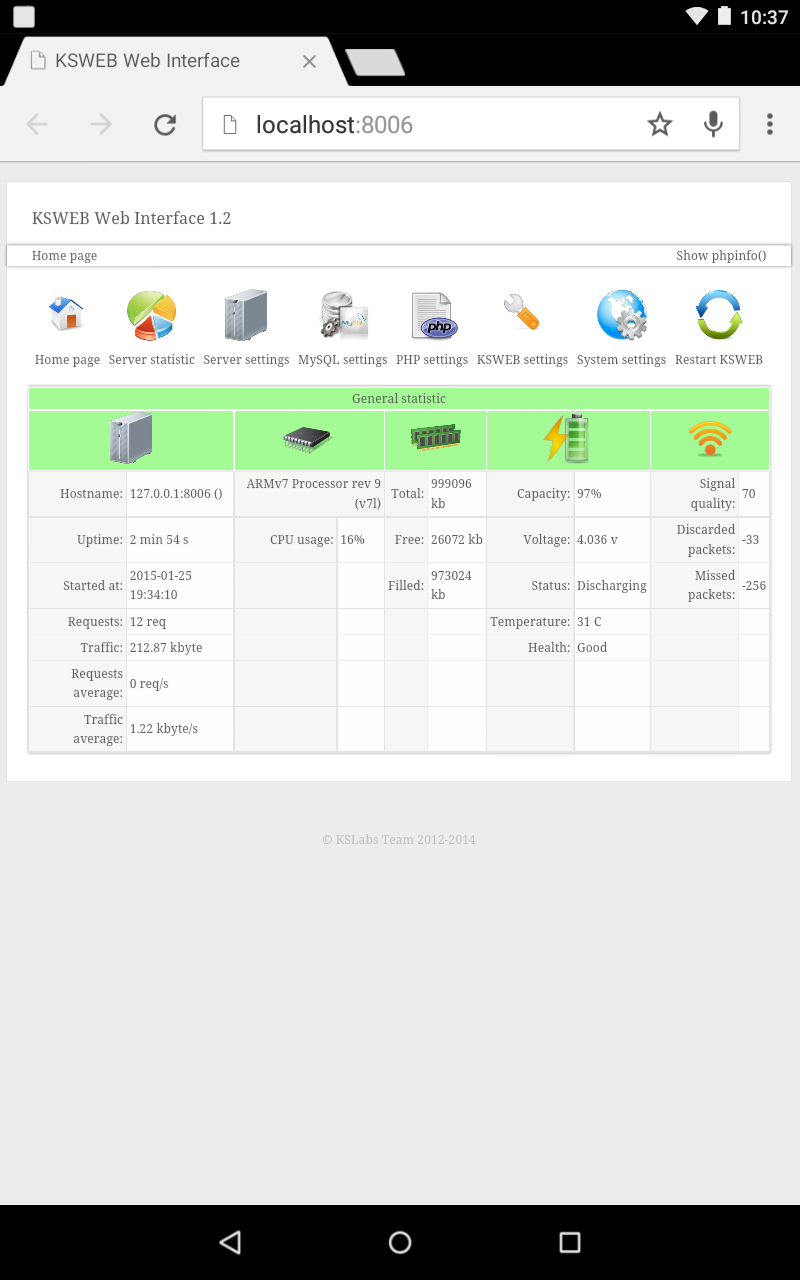 10:37
KSWEB Web Interface
localhost:8006
KSWEB Web Interface 1.2
Home page Show phpinfo()
MySQL
php
Home page Server statistic Server settings MySQL settings PHP settings KSWEB settings System settings Restart KSWEB
General statistic
Hostname: 127.0.0.1:8006 () ARMv7 Processor rev 9 (v7l) Total: 999096 kb Capacity: 97% Signal quality: 70
Uptime: 2 min 54 s CPU usage: 16% Free: 26072 kb Voltage: 4.036 v Discarded packets: -33
Started at: 2015-01-25 19:34:10 Filled: 973024 kb Status: Discharging Missed packets: -256
Requests: 12 req Temperature: 31 C
Traffic: 212.87 kbyte Health: Good
Requests average: 0 req/s
Traffic average: 1.22 kbyte/s
© KSLabs Team 2012-2014